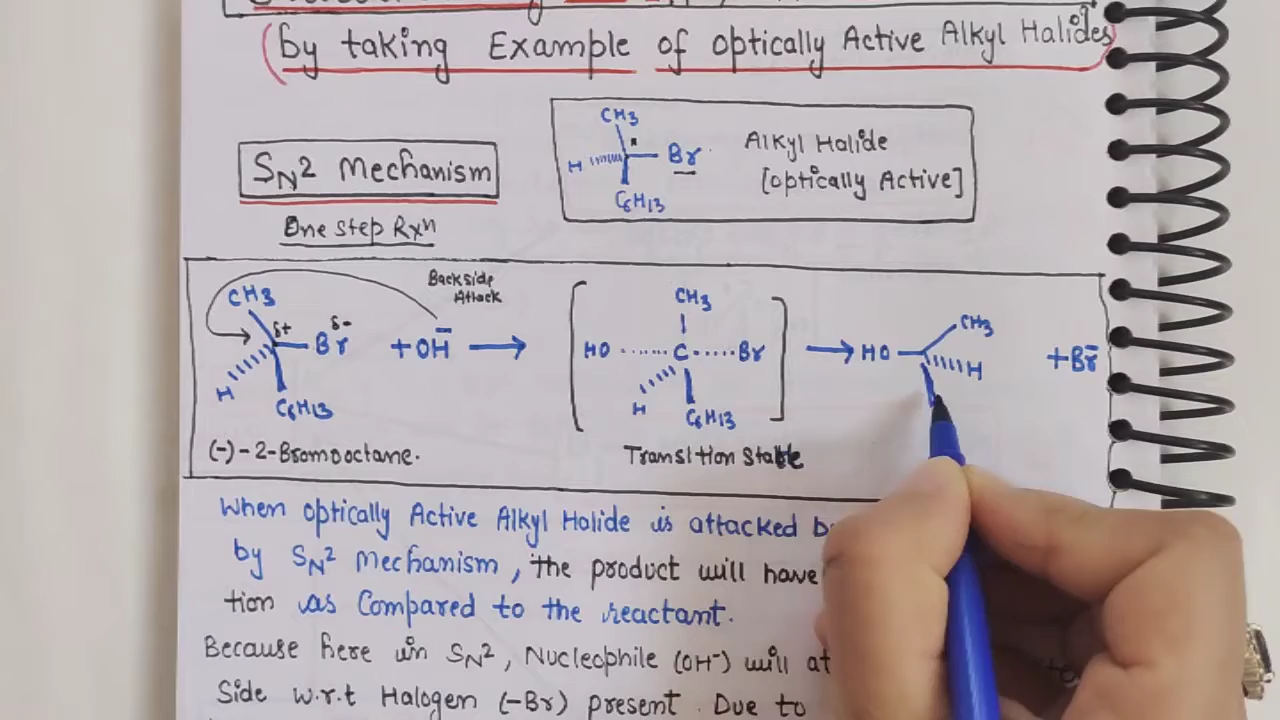 by taking Example of optically Active Alkyl Halides
CH3
H Br
C6H13
Alkyl Halide
[optically Active]
SN2 Mechanism
One step Rxn
Backside
Attack
CH3
δ+ δ-
Br + OH-
H
C6H13
CH3
HO C Br
H
C6H13
CH3
HO H
+ Br-
(-)-2-Bromooctane.
Transition State
When optically Active Alkyl Halide is attacked
by SN2 Mechanism, the product will have
tion as Compared to the reactant.
Because here in SN2, Nucleophile (OH-) will
Side w.r.t Halogen (-Br) present. Due to